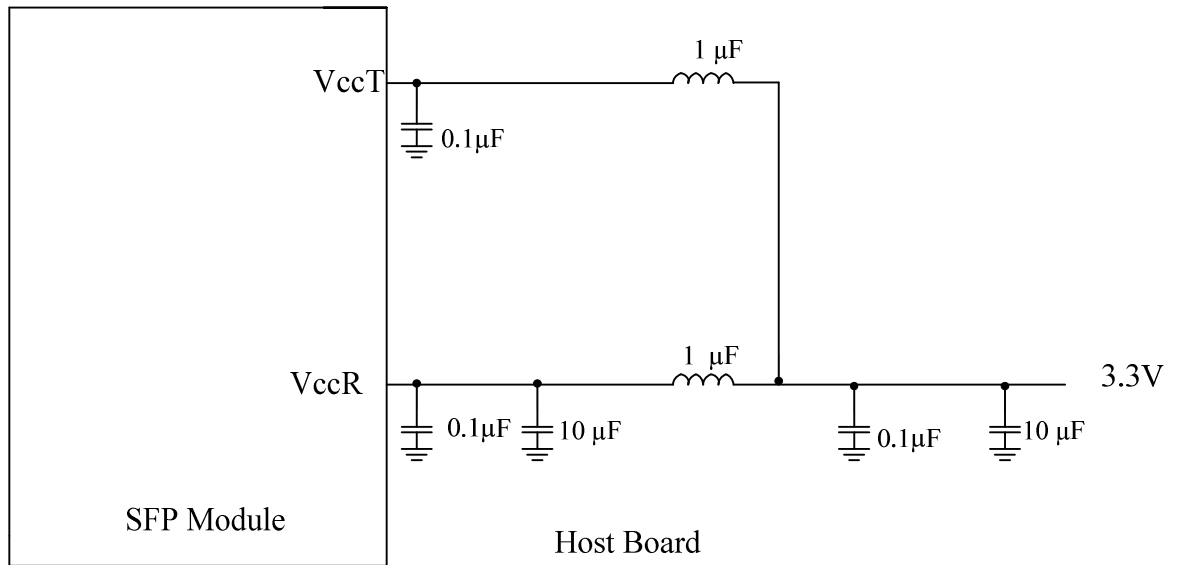 1 μF
VccT
0.1μF
1 μF
VccR
3.3V
0.1μF
10 μF
0.1μF
10 μF
SFP Module
Host Board